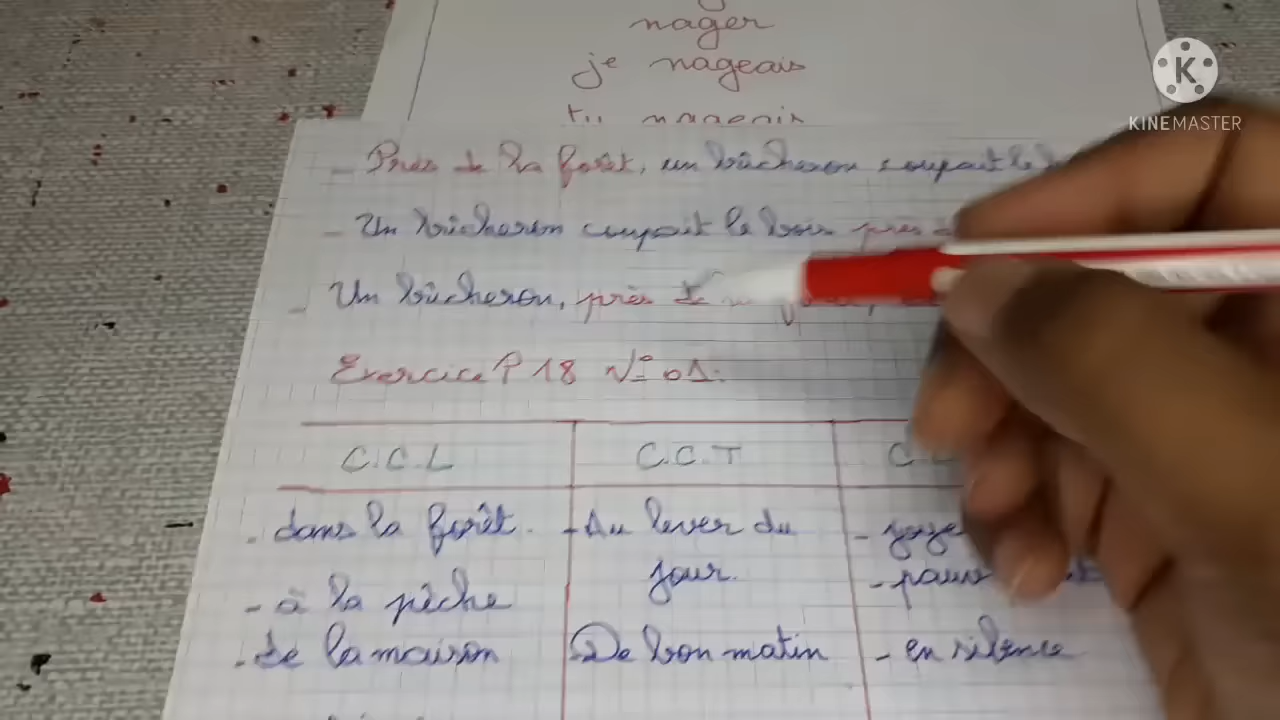 nager
je nageais
KINEMASTER
- Près de la forêt, un bûcheron coupait le
- Un bûcheron coupait le bois près
- Un bûcheron, près de
Exercice P 18 N° 01:
C.C.L C.C.T
. dans la forêt. - Au lever du
jour.
- à la pêche
. de la maison De bon matin - en silence